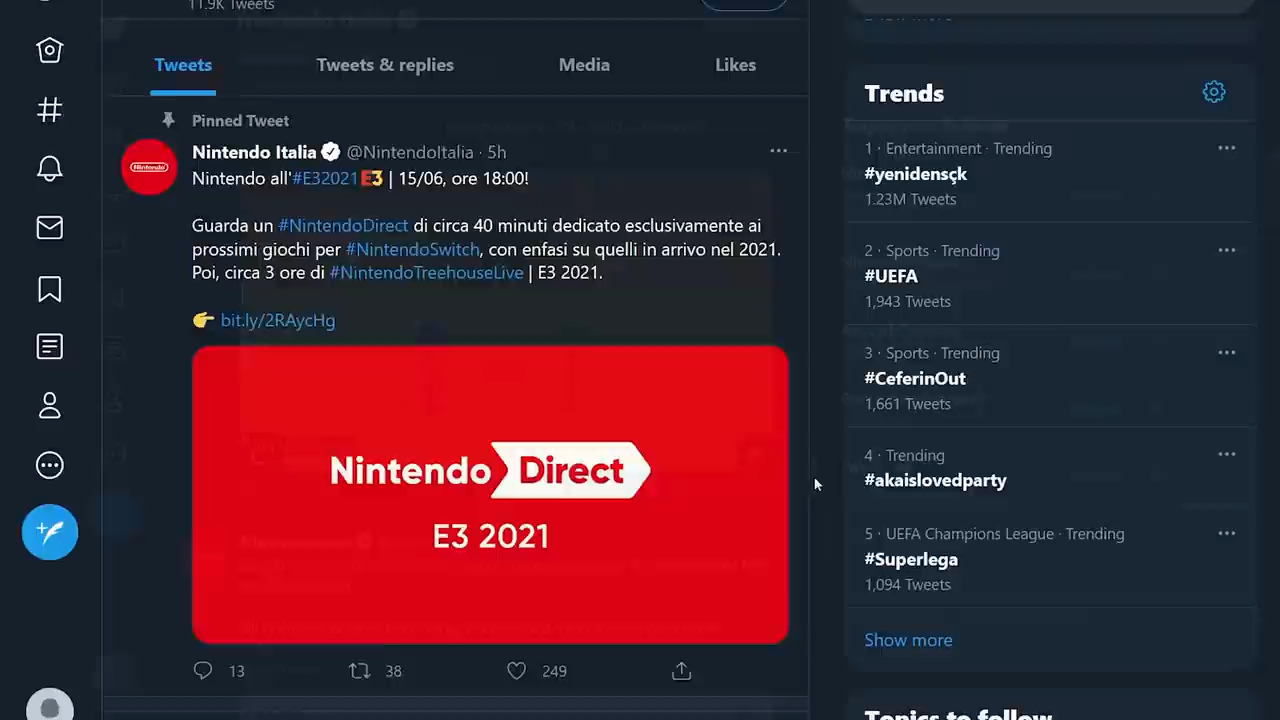 11.9K Tweets
Tweets
Tweets & replies
Media
Likes
Pinned Tweet
Nintendo Italia @NintendoItalia · 5h
Nintendo
Nintendo all'#E32021 E3 | 15/06, ore 18:00!
Guarda un #NintendoDirect di circa 40 minuti dedicato esclusivamente ai
prossimi giochi per #NintendoSwitch, con enfasi su quelli in arrivo nel 2021.
Poi, circa 3 ore di #NintendoTreehouseLive | E3 2021.
👉 bit.ly/2RAycHg
Nintendo Direct
E3 2021
13
38
249
Trends
1 · Entertainment · Trending
#yenidensçk
1.23M Tweets
2 · Sports · Trending
#UEFA
1,943 Tweets
3 · Sports · Trending
#CeferinOut
1,661 Tweets
4 · Trending
#akaislovedparty
5 · UEFA Champions League · Trending
#Superlega
1,094 Tweets
Show more
Topics to follow